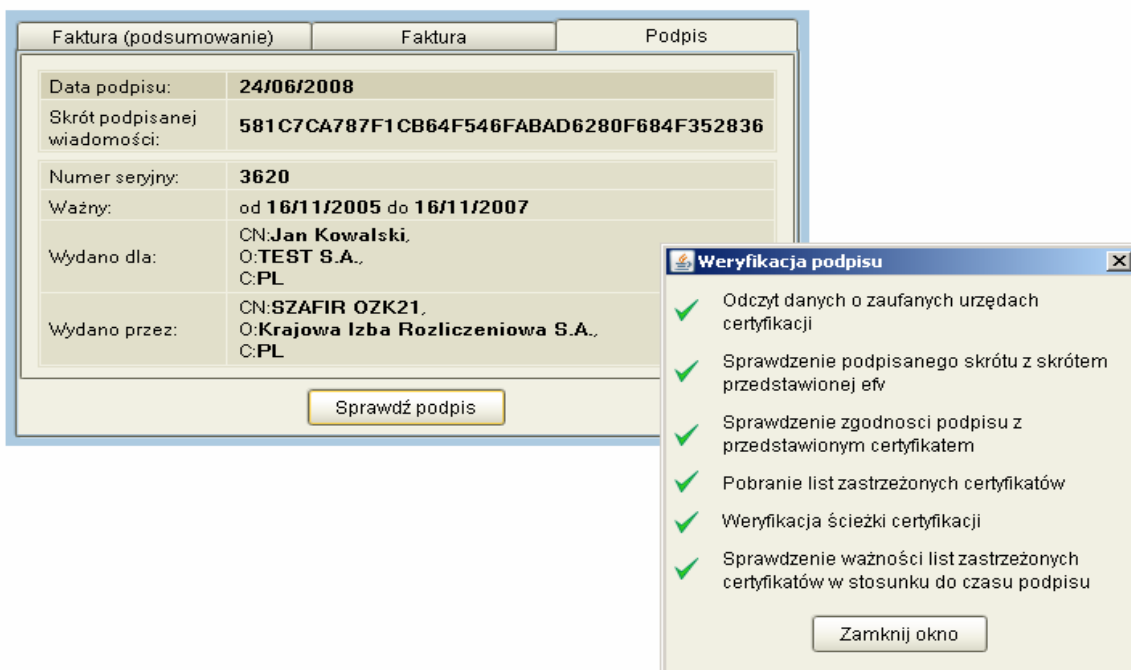 Faktura (podsumowanie)
Faktura
Podpis
Data podpisu:
24/06/2008
Skrót podpisanej
wiadomości:
581C7CA787F1CB64F546FABAD6280F684F352836
Numer seryjny:
3620
Ważny:
od 16/11/2005 do 16/11/2007
Wydano dla:
CN:Jan Kowalski,
O:TEST S.A.,
C:PL
Wydano przez:
CN:SZAFIR OZK21,
O:Krajowa Izba Rozliczeniowa S.A.,
C:PL
Sprawdź podpis
Weryfikacja podpisu
Odczyt danych o zaufanych urzędach
certyfikacji
Sprawdzenie podpisanego skrótu z skrótem
przedstawionej efv
Sprawdzenie zgodnosci podpisu z
przedstawionym certyfikatem
Pobranie list zastrzeżonych certyfikatów
Weryfikacja ścieżki certyfikacji
Sprawdzenie ważności list zastrzeżonych
certyfikatów w stosunku do czasu podpisu
Zamknij okno